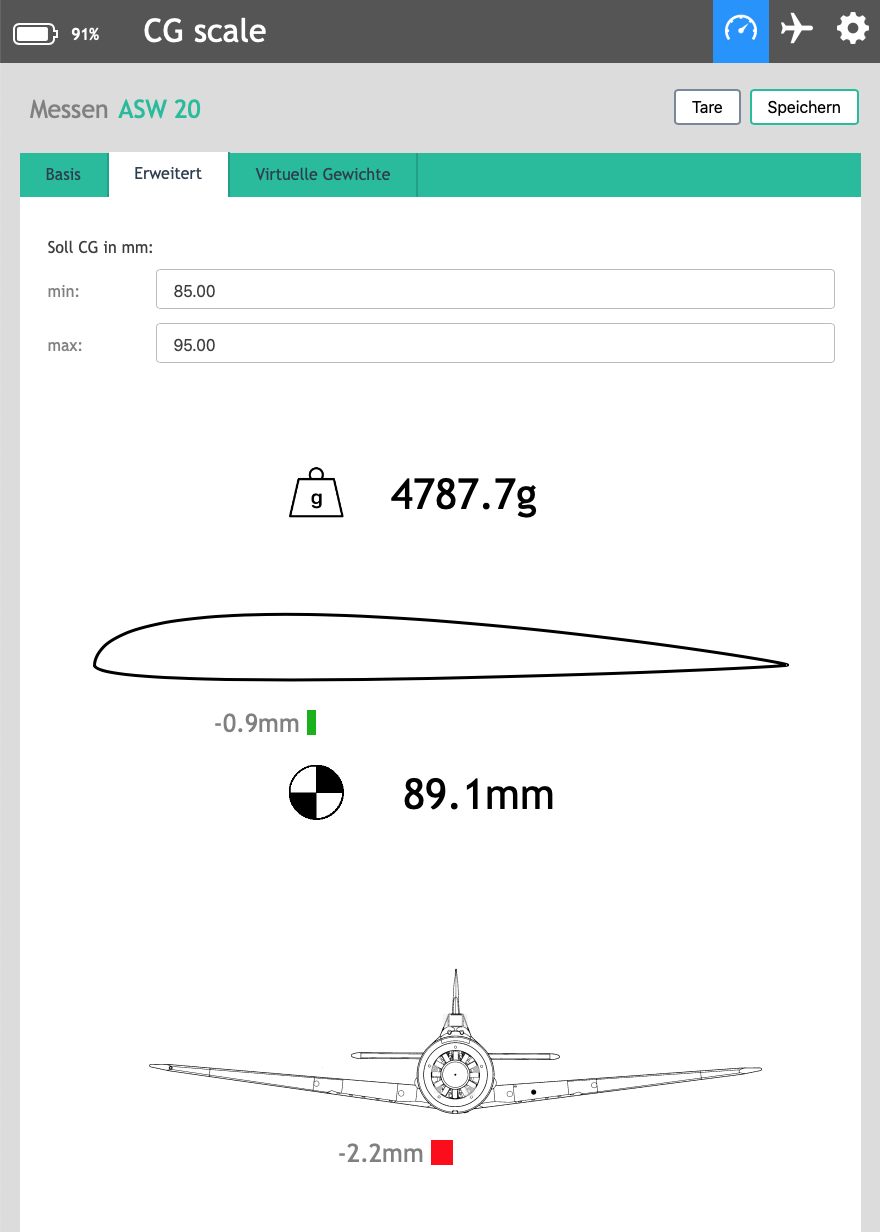 91% CG scale
Messen ASW 20 Tare Speichern
Basis Erweitert Virtuelle Gewichte
Soll CG in mm:
min: 85.00
max: 95.00
g 4787.7g
-0.9mm
89.1mm
-2.2mm